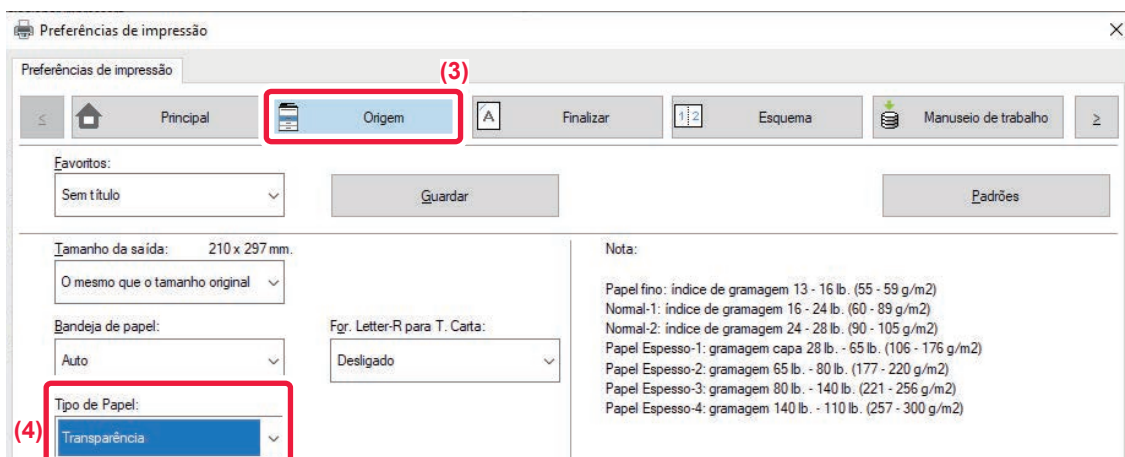 Preferências de impressão
Preferências de impressão
(3)
< Principal Origem A Finalizar 1 2 Esquema Manuseio de trabalho >
Favoritos:
Sem título Guardar Padrões
Tamanho da saída: 210 x 297 mm.
O mesmo que o tamanho original
Bandeja de papel: For. Letter-R para T. Carta:
Auto Desligado
Tipo de Papel:
(4) Transparência
Nota:
Papel fino: índice de gramagem 13 - 16 lb. (55 - 59 g/m2)
Normal-1: índice de gramagem 16 - 24 lb. (60 - 89 g/m2)
Normal-2: índice de gramagem 24 - 28 lb. (90 - 105 g/m2)
Papel Espesso-1: gramagem capa 28 lb. - 65 lb. (106 - 176 g/m2)
Papel Espesso-2: gramagem 65 lb. - 80 lb. (177 - 220 g/m2)
Papel Espesso-3: gramagem 80 lb. - 140 lb. (221 - 256 g/m2)
Papel Espesso-4: gramagem 140 lb. - 110 lb. (257 - 300 g/m2)